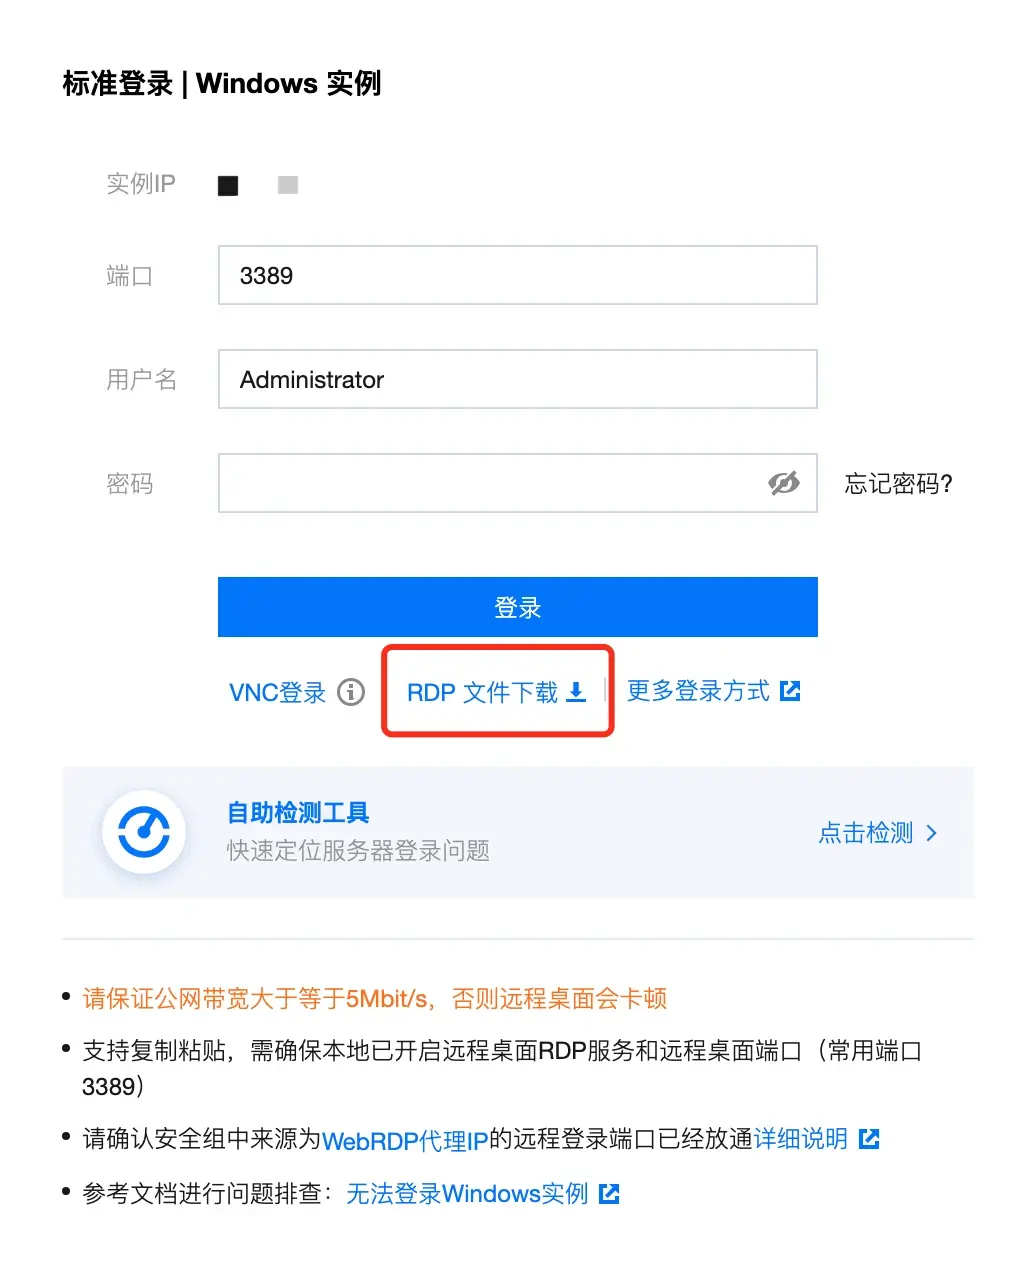 标准登录 | Windows 实例
实例IP
端口
3389
用户名
Administrator
密码
忘记密码?
登录
VNC登录
RDP 文件下载
更多登录方式
自助检测工具
快速定位服务器登录问题
点击检测
请保证公网带宽大于等于5Mbit/s，否则远程桌面会卡顿
支持复制粘贴，需确保本地已开启远程桌面RDP服务和远程桌面端口（常用端口
3389）
请确认安全组中来源为WebRDP代理IP的远程登录端口已经放通详细说明
参考文档进行问题排查：无法登录Windows实例